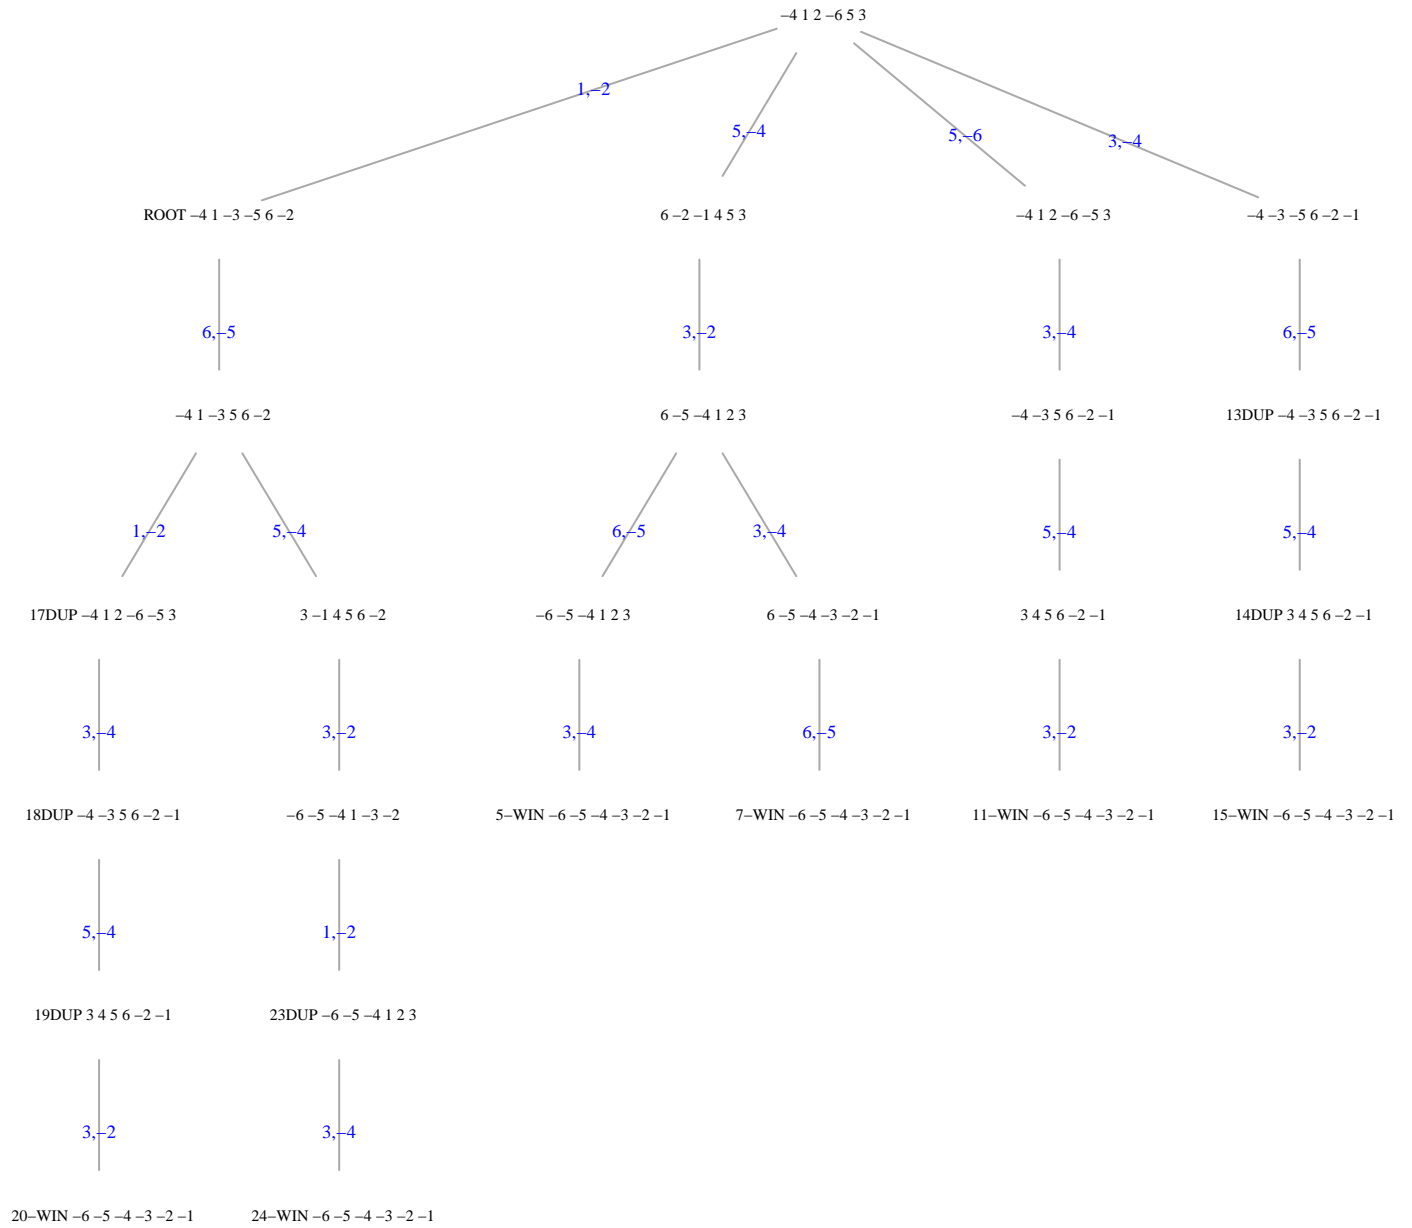 –4 1 2 –6 5 3
1,–2
5,–4
5,–6
3,–4
ROOT –4 1 –3 –5 6 –2
6 –2 –1 4 5 3
–4 1 2 –6 –5 3
–4 –3 –5 6 –2 –1
6,–5
3,–2
3,–4
6,–5
–4 1 –3 5 6 –2
6 –5 –4 1 2 3
–4 –3 5 6 –2 –1
13DUP –4 –3 5 6 –2 –1
1,–2
5,–4
6,–5
3,–4
5,–4
5,–4
17DUP –4 1 2 –6 –5 3
3 –1 4 5 6 –2
–6 –5 –4 1 2 3
6 –5 –4 –3 –2 –1
3 4 5 6 –2 –1
14DUP 3 4 5 6 –2 –1
3,–4
3,–2
3,–4
6,–5
3,–2
3,–2
18DUP –4 –3 5 6 –2 –1
–6 –5 –4 1 –3 –2
5–WIN –6 –5 –4 –3 –2 –1
7–WIN –6 –5 –4 –3 –2 –1
11–WIN –6 –5 –4 –3 –2 –1
15–WIN –6 –5 –4 –3 –2 –1
5,–4
1,–2
19DUP 3 4 5 6 –2 –1
23DUP –6 –5 –4 1 2 3
3,–2
3,–4
20–WIN –6 –5 –4 –3 –2 –1
24–WIN –6 –5 –4 –3 –2 –1